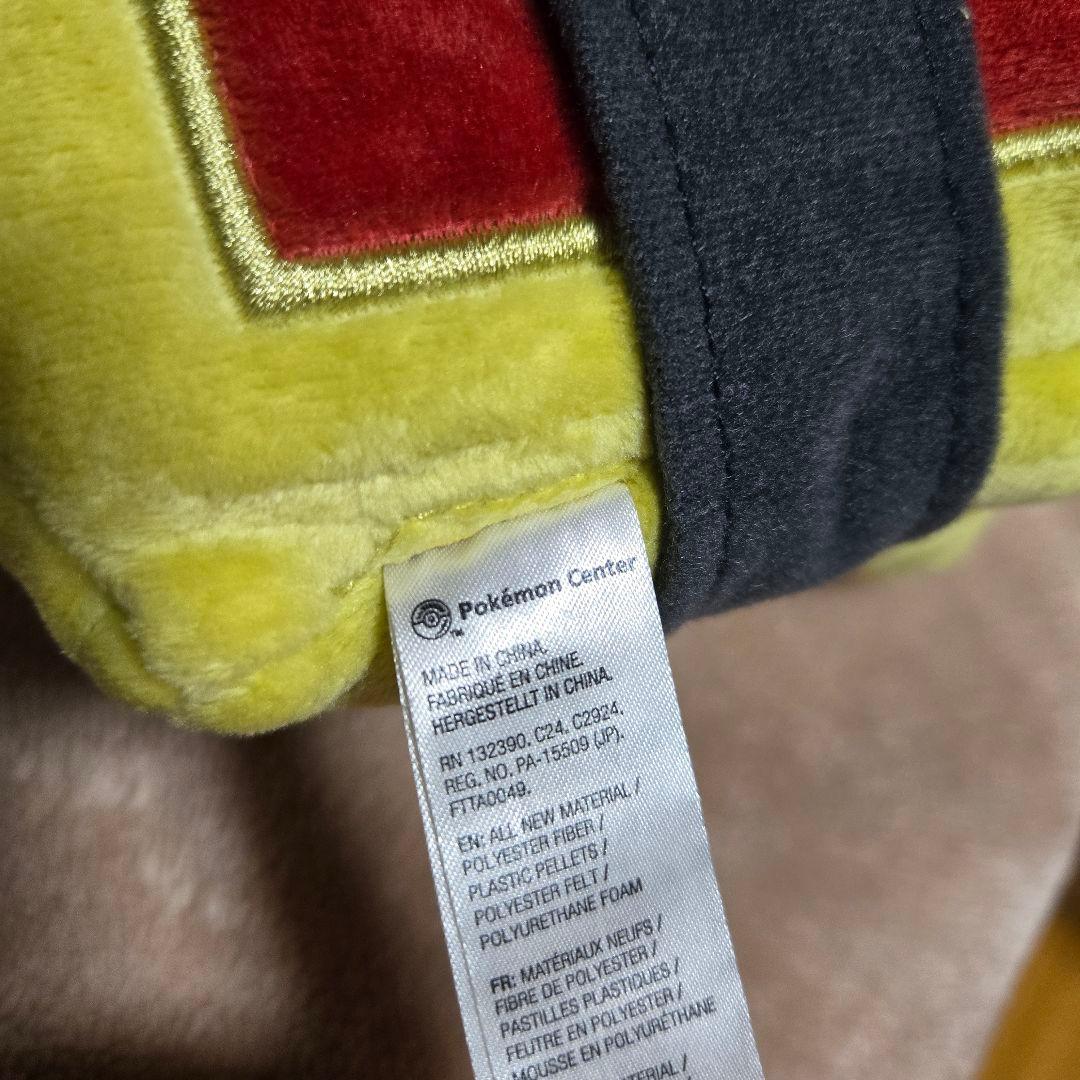 Pokémon Center
™
MADE IN CHINA.
FABRIQUÉ EN CHINE.
HERGESTELLT IN CHINA.
RN 132390. C24. C2924.
REG. NO. PA-15509 (JP).
FTTA0049.
EN: ALL NEW MATERIAL /
POLYESTER FIBER /
PLASTIC PELLETS /
POLYESTER FELT /
POLYURETHANE FOAM
FR: MATÉRIAUX NEUFS /
FIBRE DE POLYESTER /
PASTILLES PLASTIQUES /
FEUTRE EN POLYESTER /
MOUSSE EN POLYURÉTHANE